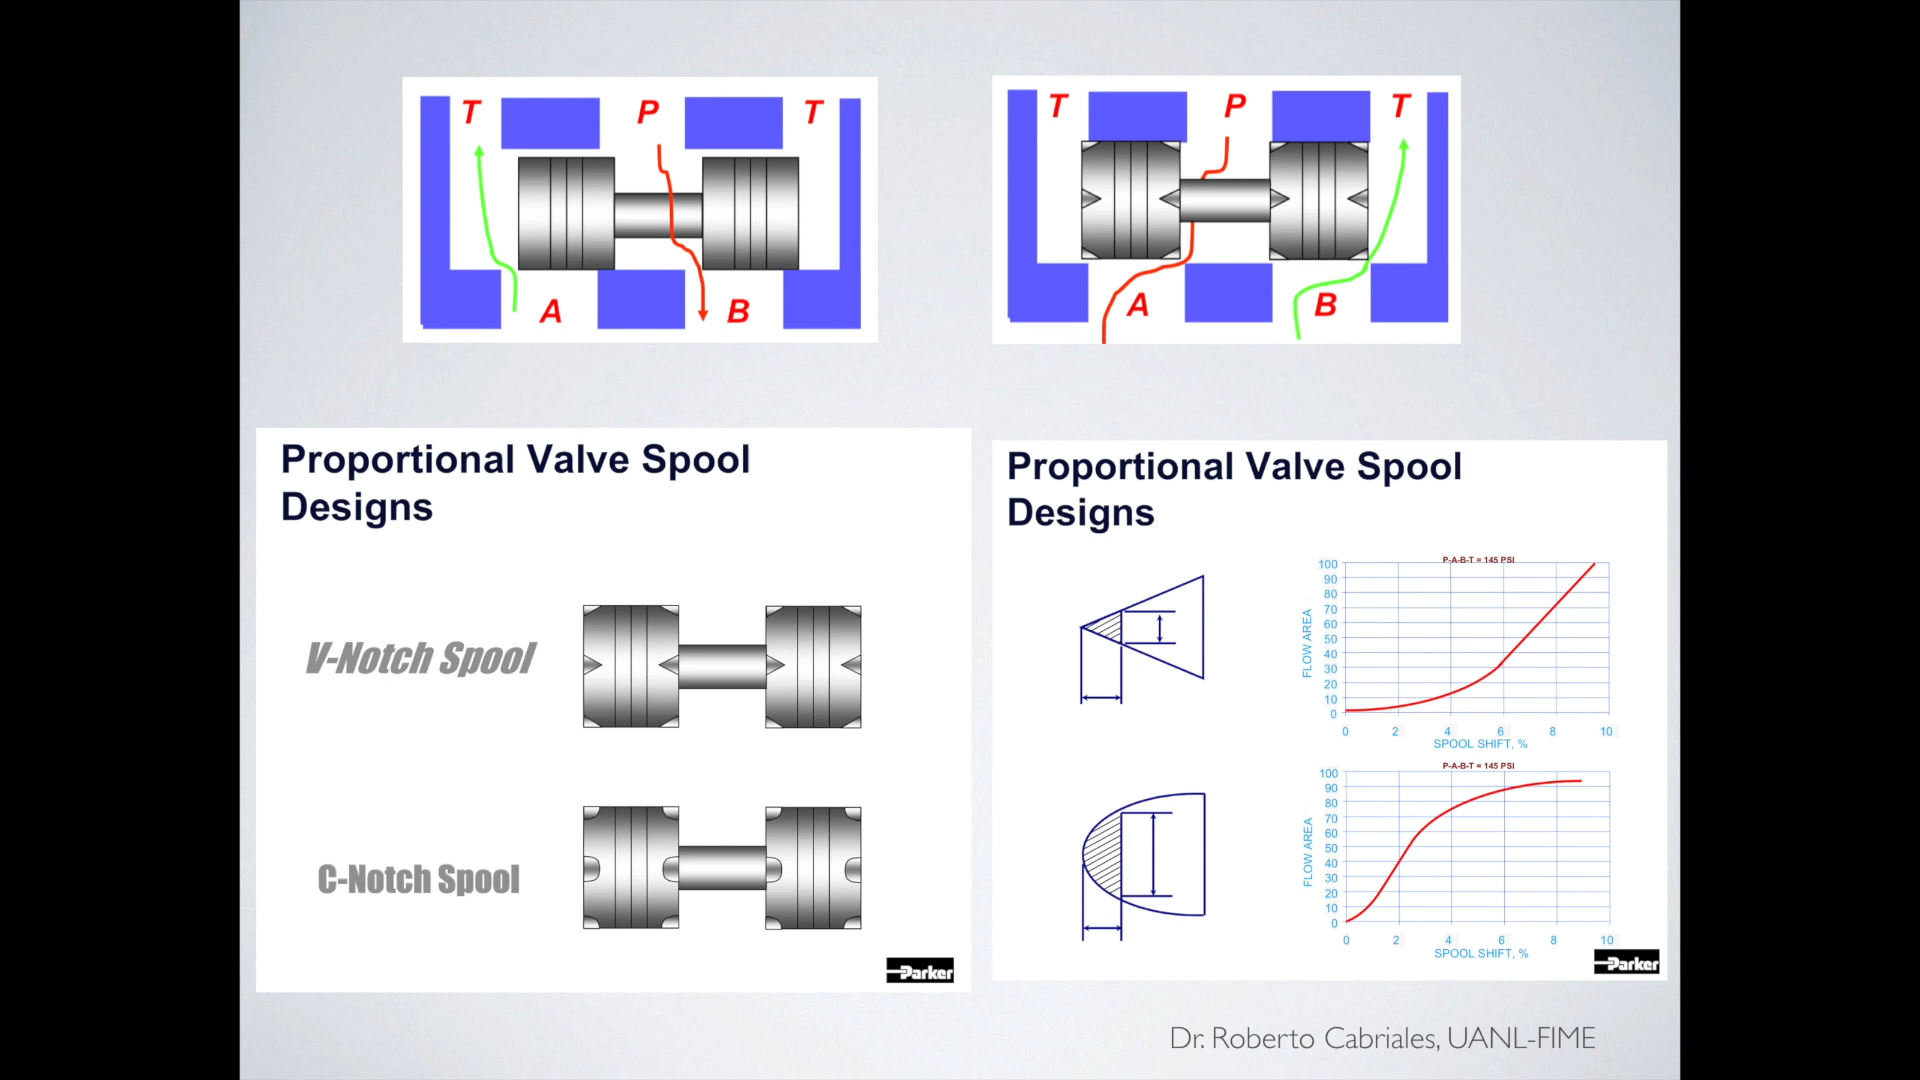 T P T
A B
T P T
A B
Proportional Valve Spool
Designs
V-Notch Spool
C-Notch Spool
Parker
Proportional Valve Spool
Designs
P-A-B-T = 145 PSI
FLOW AREA
100
90
80
70
60
50
40
30
20
10
0
0 2 4 6 8 10
SPOOL SHIFT, %
P-A-B-T = 145 PSI
FLOW AREA
100
90
80
70
60
50
40
30
20
10
0
0 2 4 6 8 10
SPOOL SHIFT, %
Parker
Dr. Roberto Cabriales, UANL-FIME